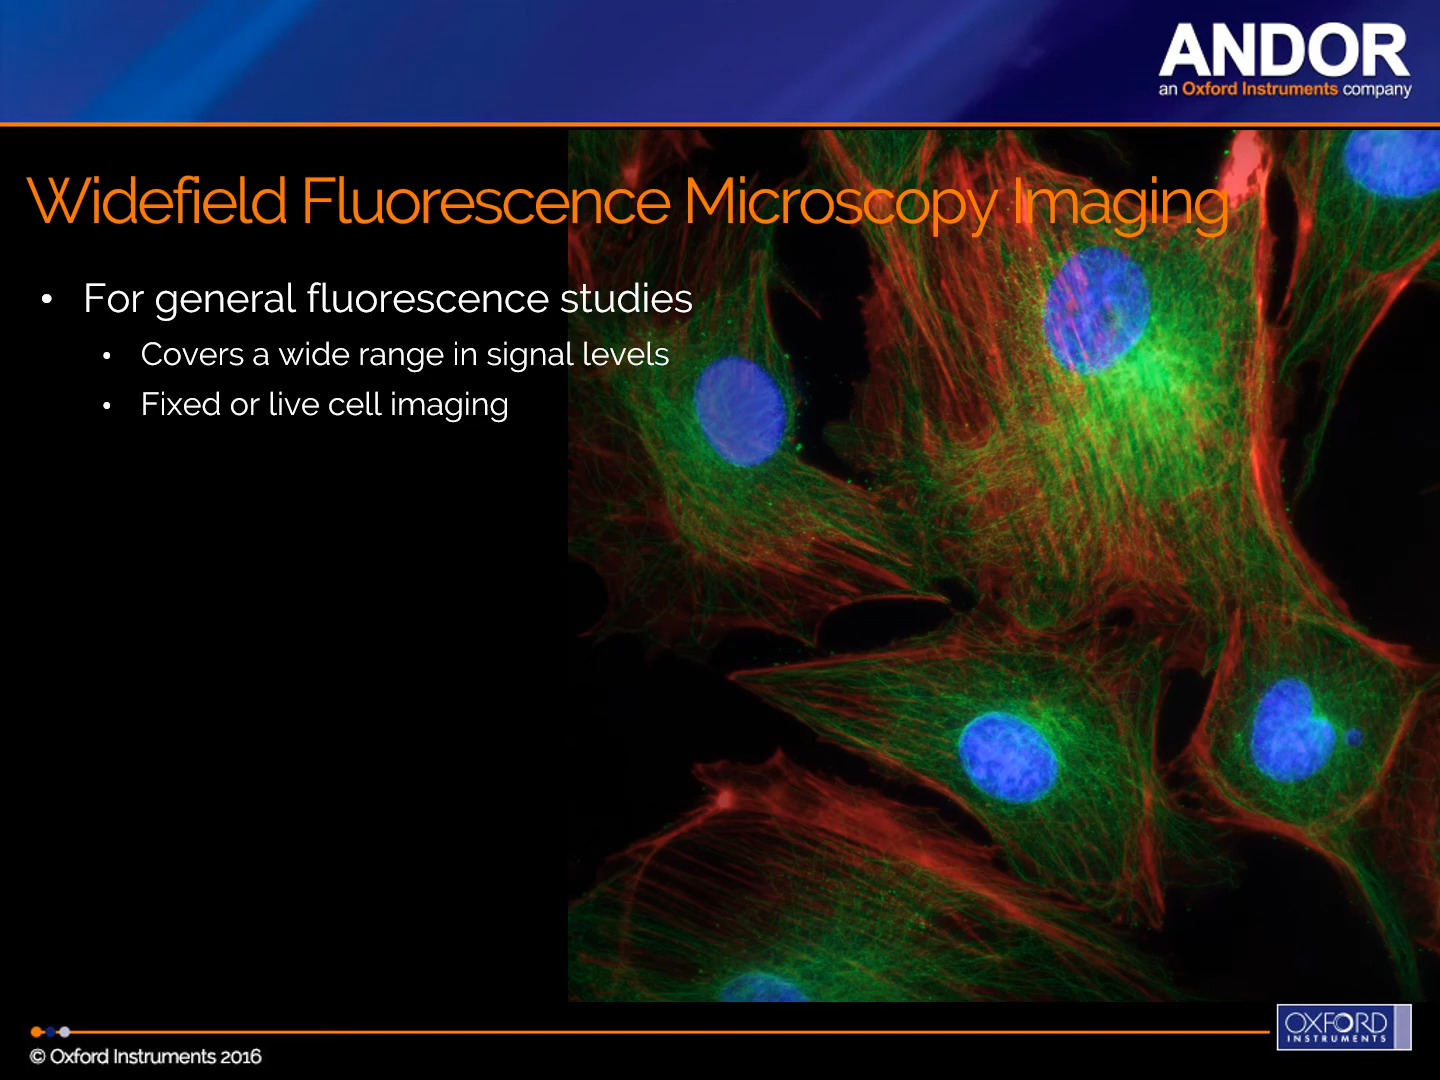 ANDOR
an Oxford Instruments company
Widefield Fluorescence Microscopy Imaging
• For general fluorescence studies
• Covers a wide range in signal levels
• Fixed or live cell imaging
OXFORD
INSTRUMENTS
© Oxford Instruments 2016